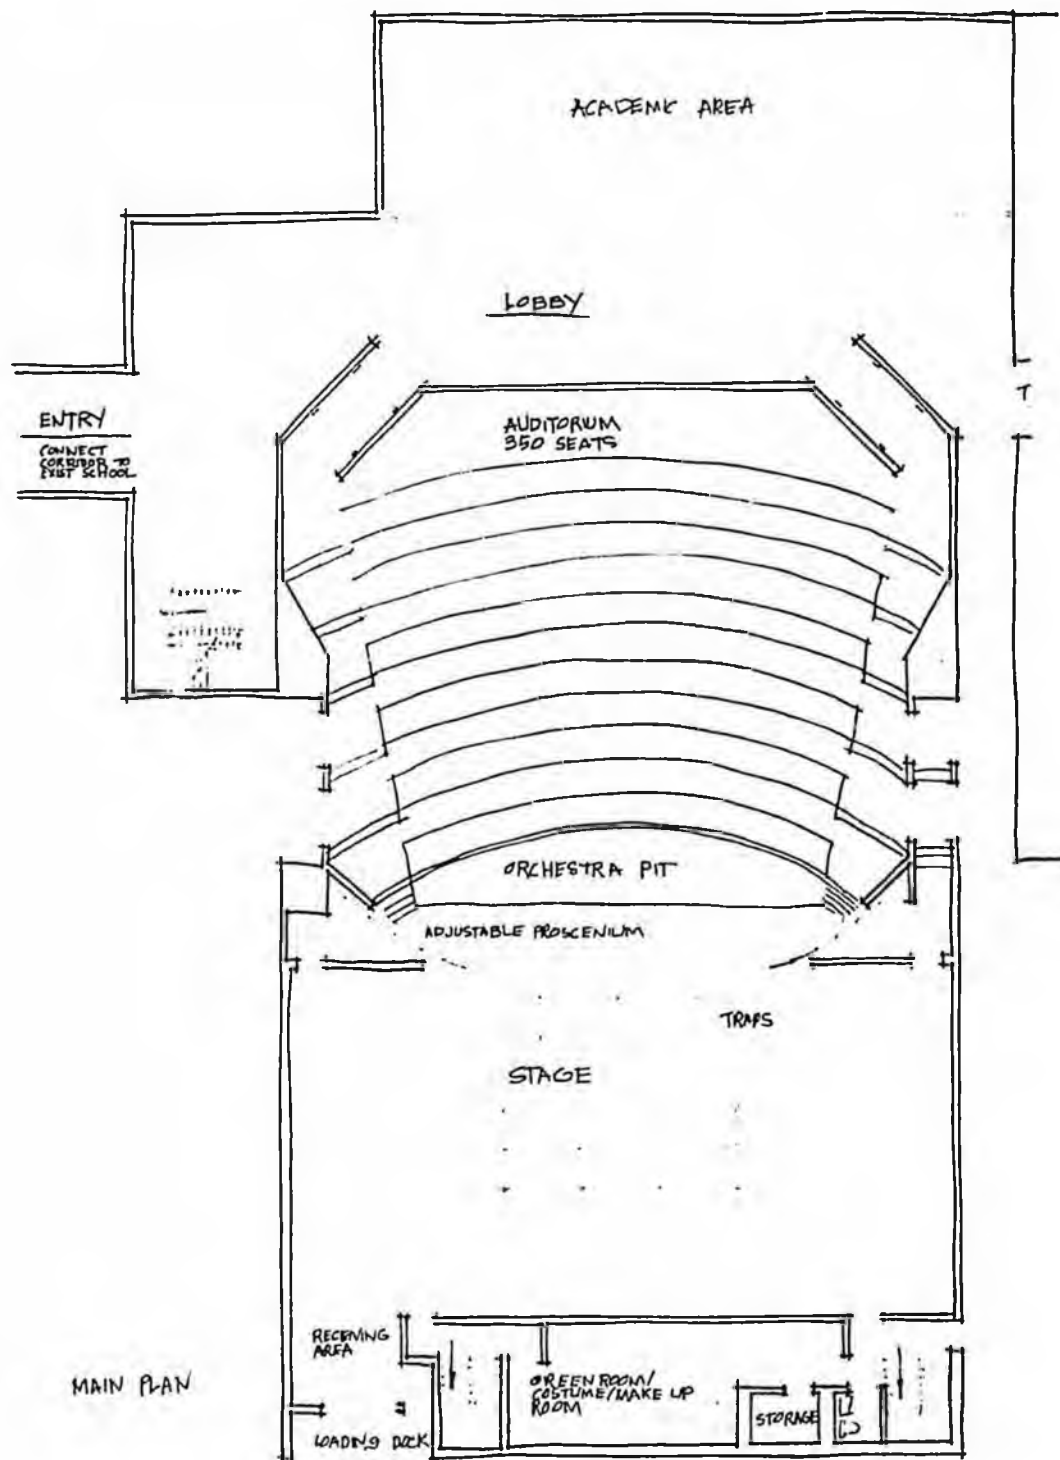 ACADEMIC AREA
LOBBY
ENTRY
CONNECT
CORRIDOR TO
EXIST SCHOOL
AUDITORIUM
350 SEATS
ORCHESTRA PIT
ADJUSTABLE PROSCENIUM
TRAPS
STAGE
RECEIVING
AREA
MAIN PLAN
GREEN ROOM/
COSTUME/MAKE UP
ROOM
STORAGE
LOADING DOCK